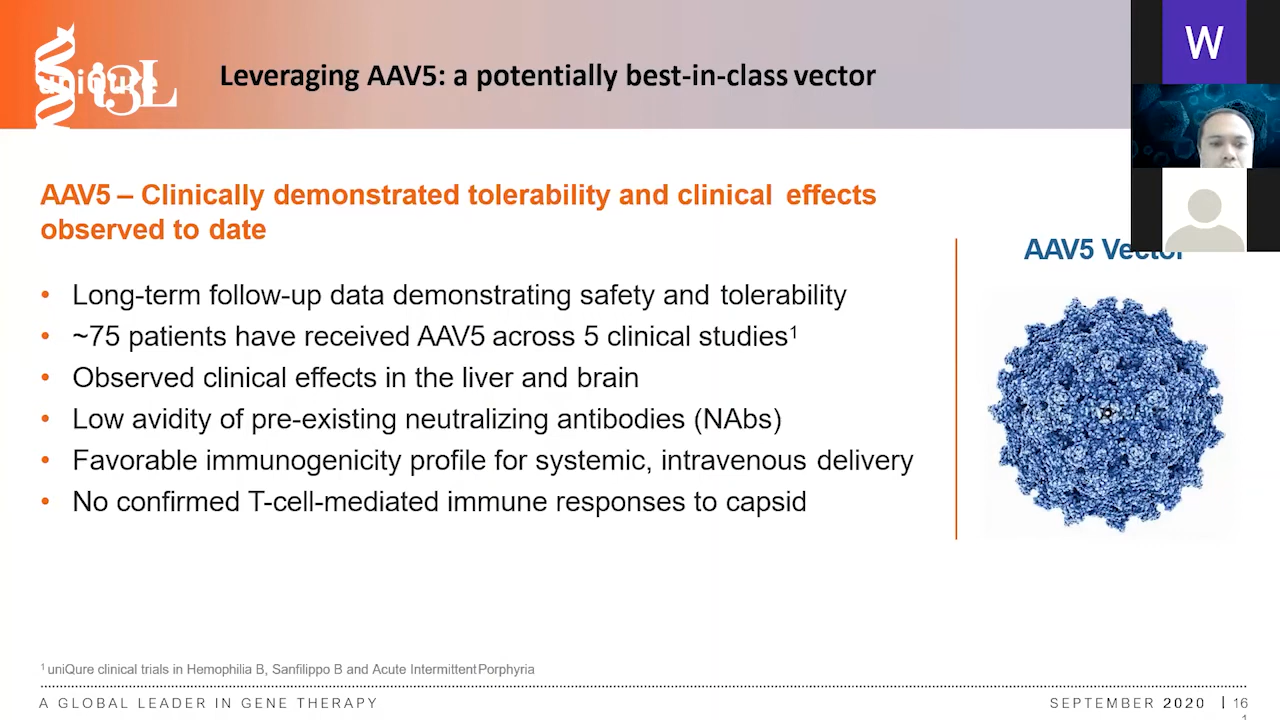 uniQure
i3L
Leveraging AAV5: a potentially best-in-class vector
W
AAV5 – Clinically demonstrated tolerability and clinical effects
observed to date
AAV5 Vector
• Long-term follow-up data demonstrating safety and tolerability
• ~75 patients have received AAV5 across 5 clinical studies¹
• Observed clinical effects in the liver and brain
• Low avidity of pre-existing neutralizing antibodies (NAbs)
• Favorable immunogenicity profile for systemic, intravenous delivery
• No confirmed T-cell-mediated immune responses to capsid
¹ uniQure clinical trials in Hemophilia B, Sanfilippo B and Acute Intermittent Porphyria
A GLOBAL LEADER IN GENE THERAPY
SEPTEMBER 2020 | 16